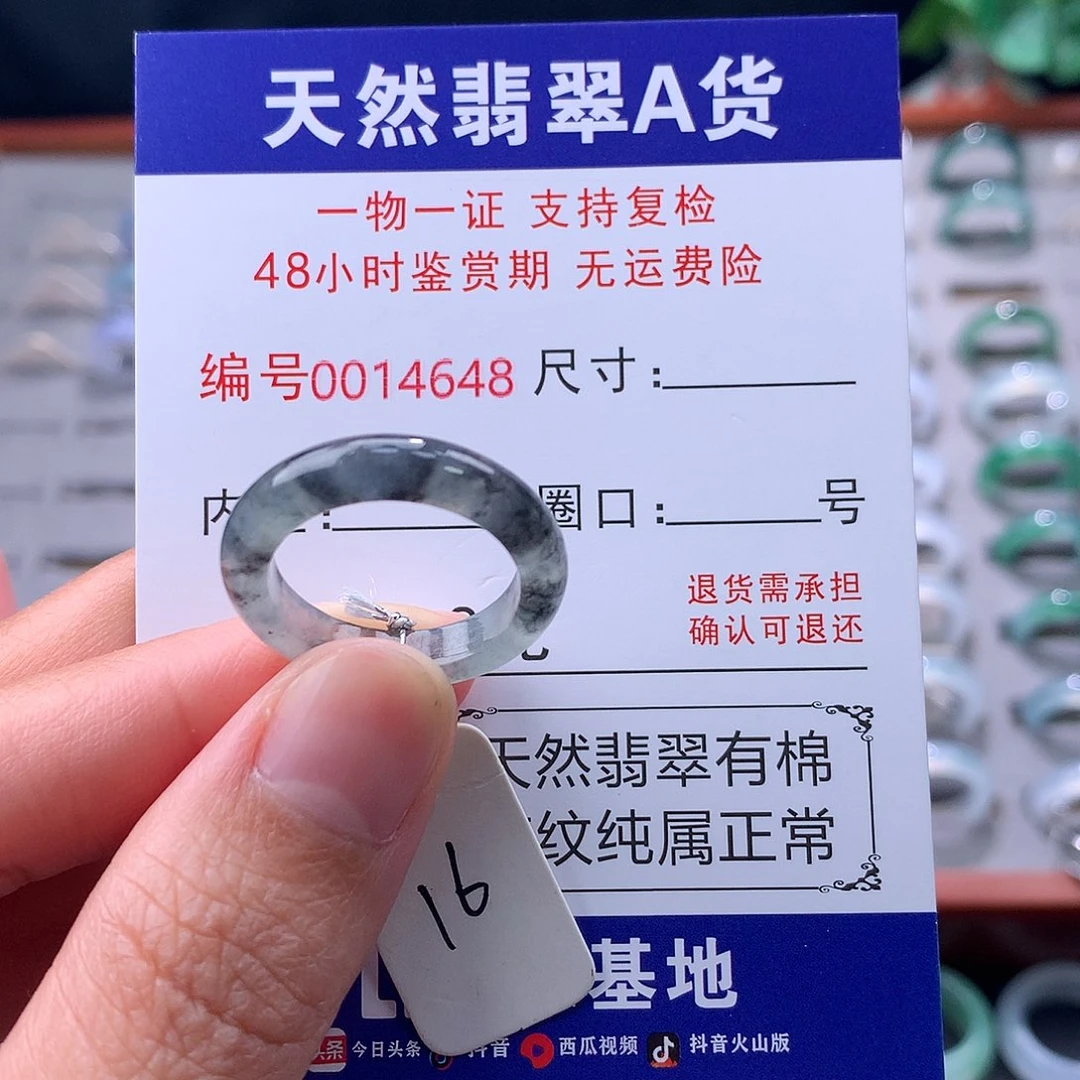 天然翡翠A货
一物一证 支持复检
48小时鉴赏期 无运费险
编号0014648 尺寸:
内 : 圈口: 号
退货需承担
确认可退还
天然翡翠有棉
纹纯属正常
16
基地
头条 今日头条 抖音 西瓜视频 抖音火山版